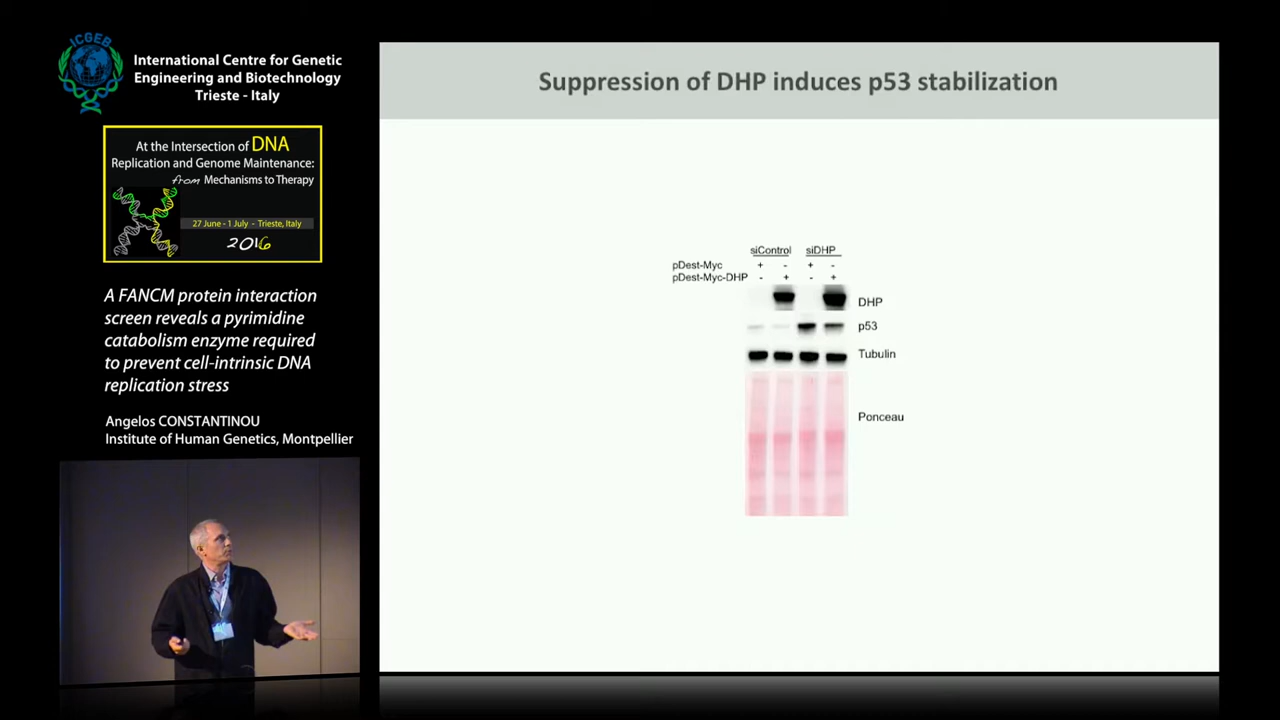 ICGEB
International Centre for Genetic
Engineering and Biotechnology
Trieste - Italy
At the Intersection of DNA
Replication and Genome Maintenance:
from Mechanisms to Therapy
27 June - 1 July - Trieste, Italy
2016
A FANCM protein interaction
screen reveals a pyrimidine
catabolism enzyme required
to prevent cell-intrinsic DNA
replication stress
Angelos CONSTANTINOU
Institute of Human Genetics, Montpellier
Suppression of DHP induces p53 stabilization
siControl siDHP
pDest-Myc + - + -
pDest-Myc-DHP - + - +
DHP
p53
Tubulin
Ponceau